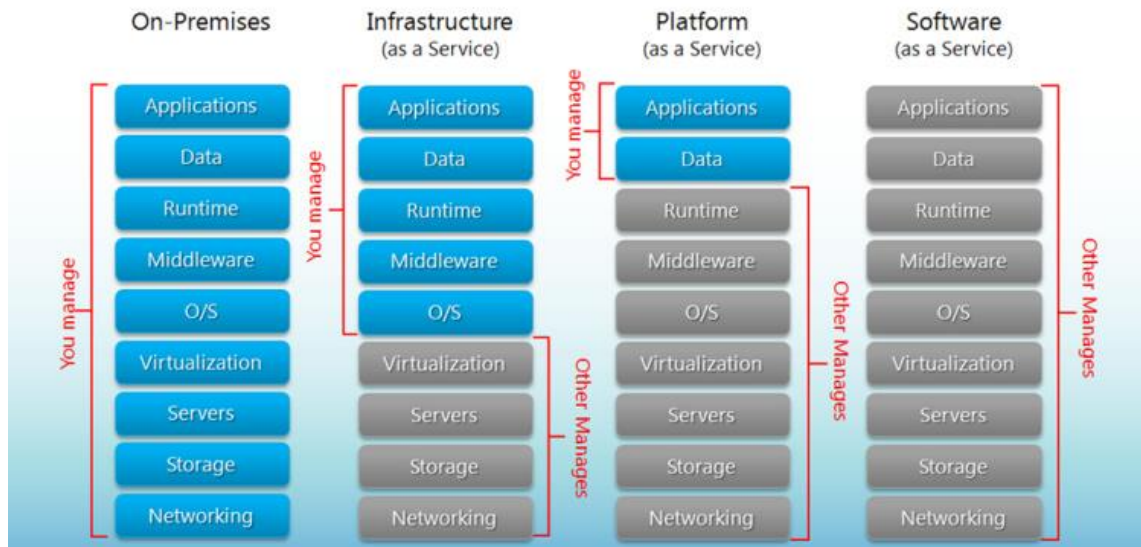 On-Premises
Infrastructure
(as a Service)
Platform
(as a Service)
Software
(as a Service)
You manage
Applications
Data
Runtime
Middleware
O/S
Virtualization
Servers
Storage
Networking
You manage
Applications
Data
Runtime
Middleware
O/S
Virtualization
Servers
Storage
Networking
Other Manages
You manage
Applications
Data
Runtime
Middleware
O/S
Virtualization
Servers
Storage
Networking
Other Manages
Applications
Data
Runtime
Middleware
O/S
Virtualization
Servers
Storage
Networking
Other Manages